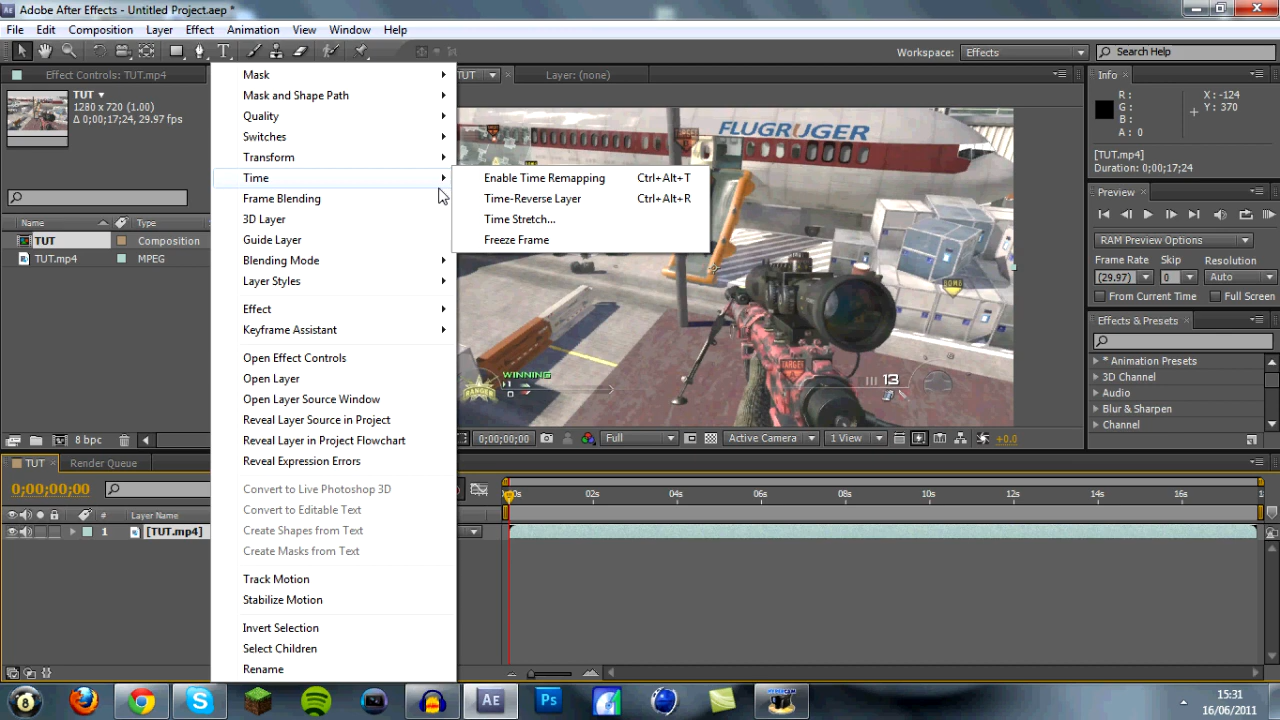 Adobe After Effects - Untitled Project.aep *
File Edit Composition Layer Effect Animation View Window Help
Workspace: Effects Search Help
Effect Controls: TUT.mp4
TUT
Layer: (none)
TUT
1280 x 720 (1.00)
Δ 0;00;17;24, 29.97 fps
Name Type
TUT Composition
TUT.mp4 MPEG
8 bpc
Mask
Mask and Shape Path
Quality
Switches
Transform
Time
Frame Blending
3D Layer
Guide Layer
Blending Mode
Layer Styles
Effect
Keyframe Assistant
Open Effect Controls
Open Layer
Open Layer Source Window
Reveal Layer Source in Project
Reveal Layer in Project Flowchart
Reveal Expression Errors
Convert to Live Photoshop 3D
Convert to Editable Text
Create Shapes from Text
Create Masks from Text
Track Motion
Stabilize Motion
Invert Selection
Select Children
Rename
Enable Time Remapping Ctrl+Alt+T
Time-Reverse Layer Ctrl+Alt+R
Time Stretch...
Freeze Frame
FLUGRUGER
TARGET
BOMB
TARGET
WINNING
1
0
RANGER
13
0;00;00;00 Full Active Camera 1 View +0.0
Info
R :
G :
B :
A : 0
X : -124
Y : 370
[TUT.mp4]
Duration: 0;00;17;24
Preview
RAM Preview Options
Frame Rate Skip Resolution
(29.97) 0 Auto
From Current Time Full Screen
Effects & Presets
* Animation Presets
3D Channel
Audio
Blur & Sharpen
Channel
TUT Render Queue
0;00;00;00
# Layer Name
1 [TUT.mp4]
02s 04s 06s 08s 10s 12s 14s 16s
8 Ae Ps
15:31
16/06/2011